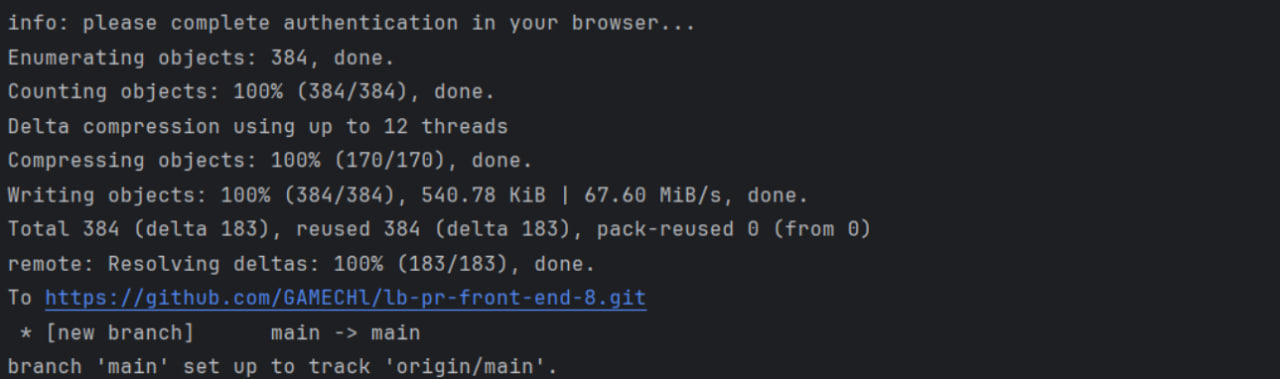 info: please complete authentication in your browser...
Enumerating objects: 384, done.
Counting objects: 100% (384/384), done.
Delta compression using up to 12 threads
Compressing objects: 100% (170/170), done.
Writing objects: 100% (384/384), 540.78 KiB | 67.60 MiB/s, done.
Total 384 (delta 183), reused 384 (delta 183), pack-reused 0 (from 0)
remote: Resolving deltas: 100% (183/183), done.
To https://github.com/GAMECHl/lb-pr-front-end-8.git
 * [new branch]      main -> main
branch 'main' set up to track 'origin/main'.